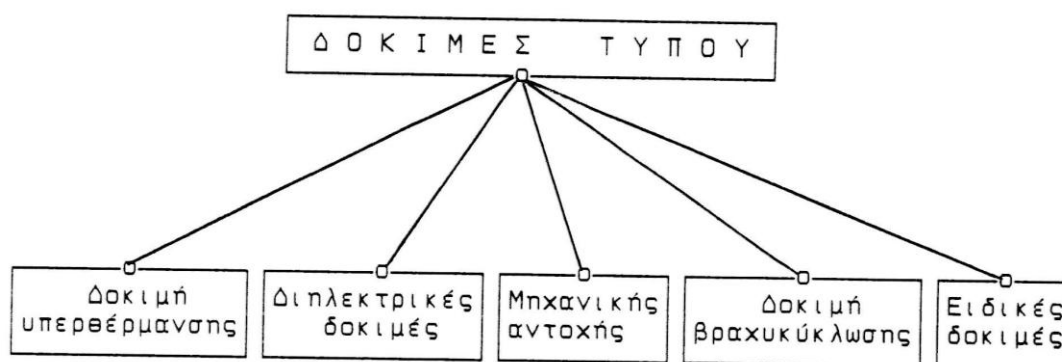 ΔΟΚΙΜΕΣ ΤΥΠΟΥ
Δοκιμή
υπερθέρμανσης
Διηλεκτρικές
δοκιμές
Μηχανικής
αντοχής
Δοκιμή
βραχυκύκλωσης
Ειδικές
δοκιμές